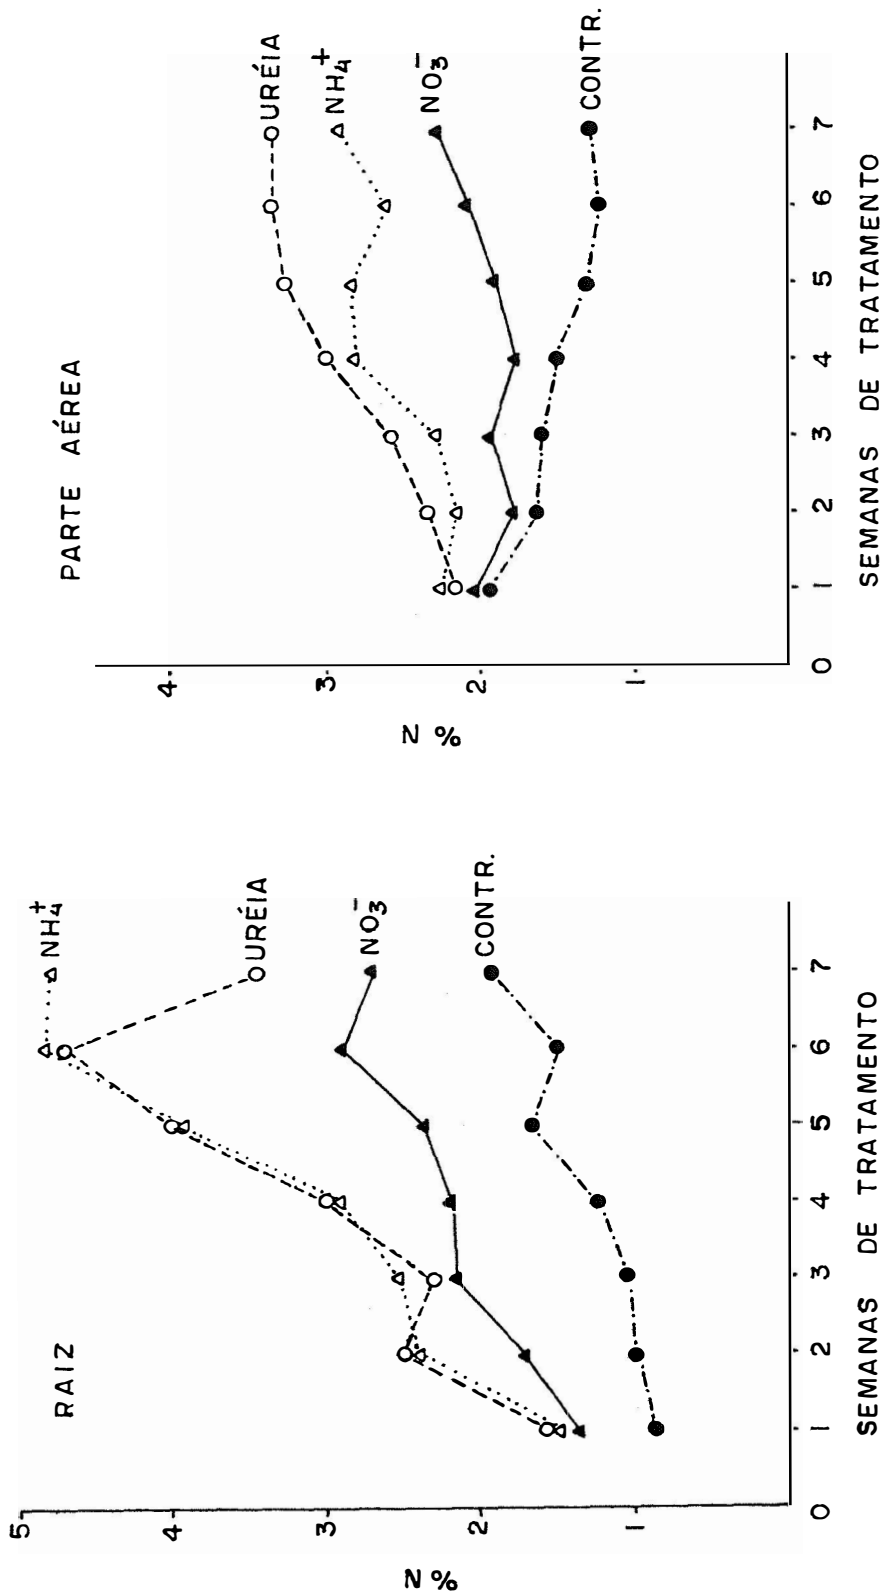 RAIZ
N %
5
4
3
2
1
0
1
2
3
4
5
6
7
SEMANAS DE TRATAMENTO
NH₄⁺
URÉIA
NO₃⁻
CONTR.
PARTE AÉREA
N %
4.
3.
2.
1.
0
1
2
3
4
5
6
7
SEMANAS DE TRATAMENTO
URÉIA
NH₄⁺
NO₃⁻
CONTR.